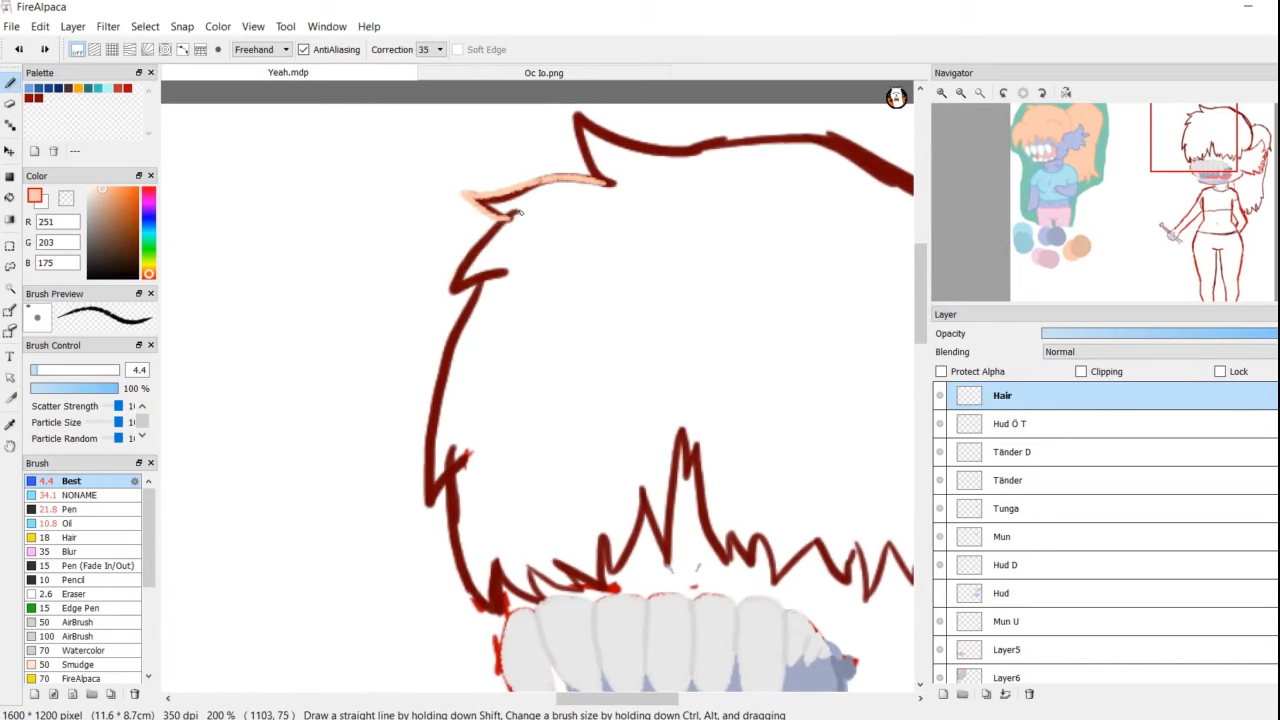 FireAlpaca
File Edit Layer Filter Select Snap Color View Tool Window Help
OFF Freehand AntiAliasing Correction 35 Soft Edge
Palette Yeah.mdp Oc Io.png Navigator
---
Color
R 251
G 203
B 175
Brush Preview
Layer
Opacity
Brush Control
Blending Normal
4.4
Protect Alpha Clipping Lock
100 %
Scatter Strength
Particle Size
Particle Random
Brush
4.4 Best
34.1 NONAME
21.8 Pen
10.8 Oil
18 Hair
35 Blur
15 Pen (Fade In/Out)
10 Pencil
2.6 Eraser
15 Edge Pen
50 AirBrush
100 AirBrush
70 Watercolor
50 Smudge
70 FireAlpaca
Hair
Hud Ö T
Tänder D
Tänder
Tunga
Mun
Hud D
Hud
Mun U
Layer5
Layer6
1600 * 1200 pixel (11.6 * 8.7cm) 350 dpi 200 % ( 1103, 75 ) Draw a straight line by holding down Shift, Change a brush size by holding down Ctrl, Alt, and dragging